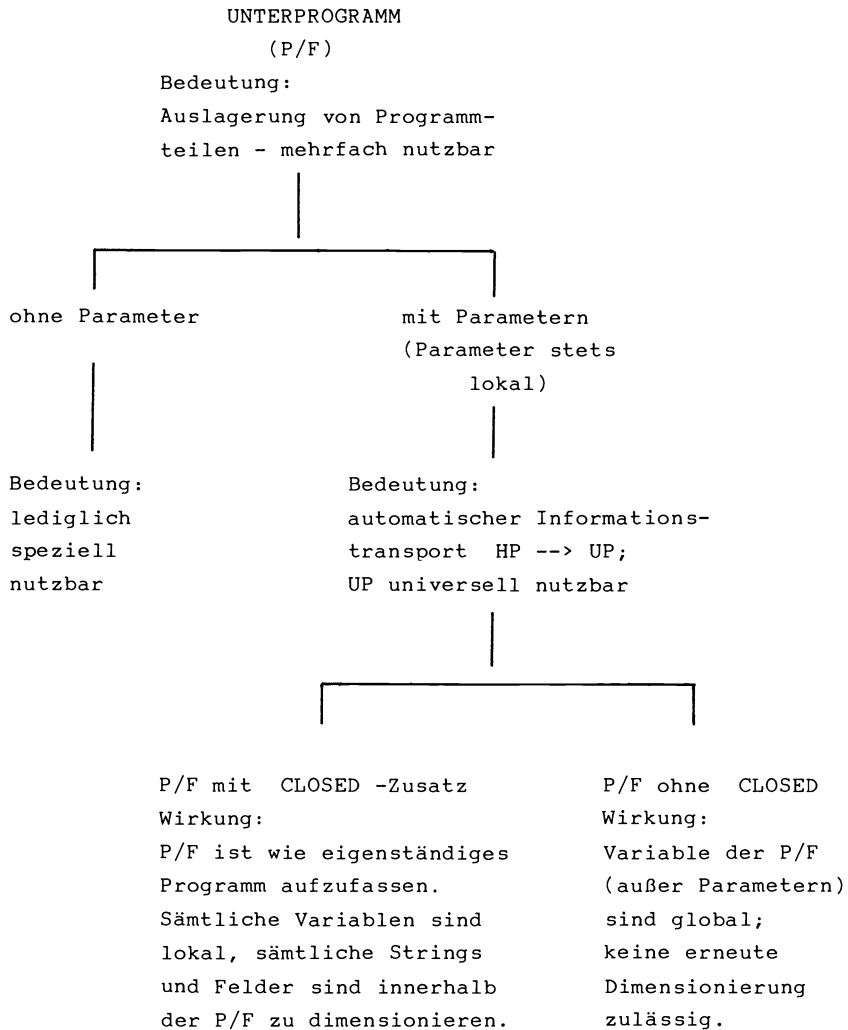 UNTERPROGRAMM
(P/F)
Bedeutung:
Auslagerung von Programm-
teilen - mehrfach nutzbar
ohne Parameter
mit Parametern
(Parameter stets
lokal)
Bedeutung:
lediglich
speziell
nutzbar
Bedeutung:
automatischer Informations-
transport HP --> UP;
UP universell nutzbar
P/F mit CLOSED -Zusatz
Wirkung:
P/F ist wie eigenständiges
Programm aufzufassen.
Sämtliche Variablen sind
lokal, sämtliche Strings
und Felder sind innerhalb
der P/F zu dimensionieren.
P/F ohne CLOSED
Wirkung:
Variable der P/F
(außer Parametern)
sind global;
keine erneute
Dimensionierung
zulässig.